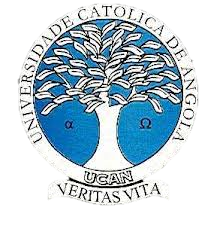 UNIVERSIDADE CATÓLICA DE ANGOLA
α Ω
UCAN
VERITAS VITA